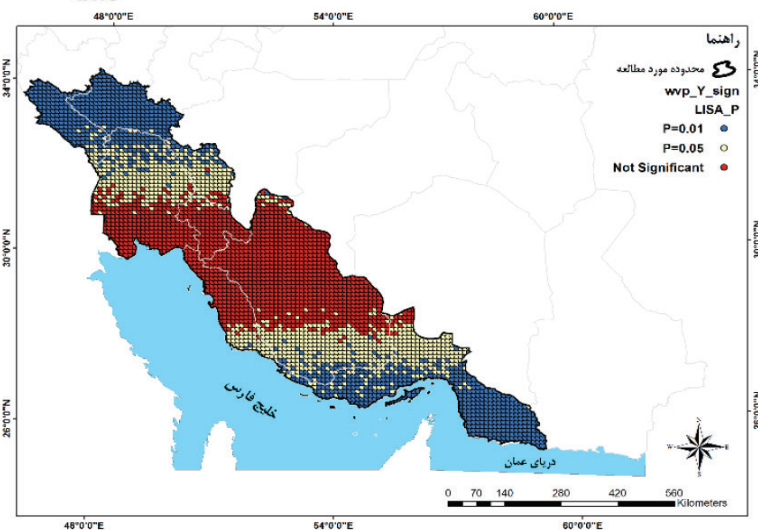 48°0'0"E
54°0'0"E
60°0'0"E
راهنما
محدوده مورد مطالعه
wvp_Y_sign
LISA_P
P=0.01
P=0.05
Not Significant
34°0'0"N
30°0'0"N
26°0'0"N
خلیج فارس
دریای عمان
0 70 140 280 420 560
Kilometers
48°0'0"E
54°0'0"E
60°0'0"E